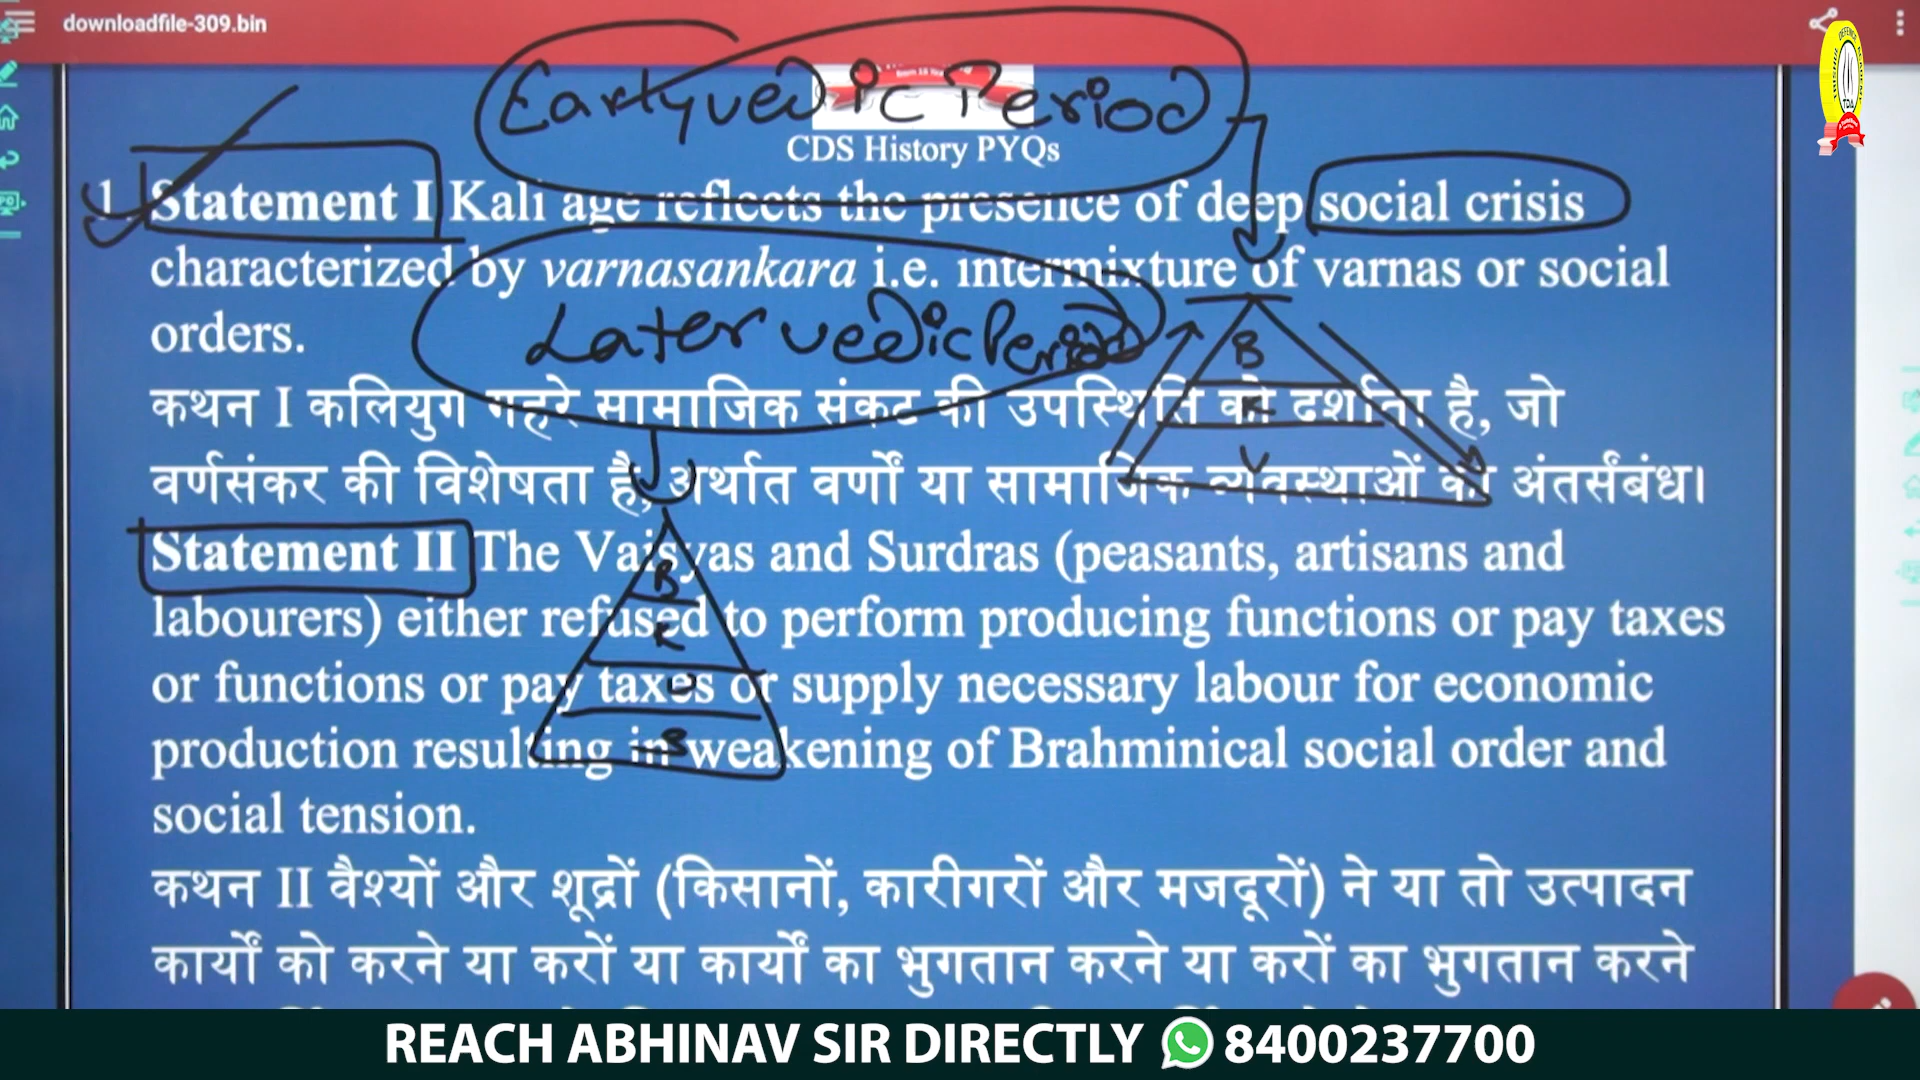 downloadfile-309.bin
Early vedic Period
CDS History PYQs
1. Statement I Kali age reflects the presence of deep social crisis
characterized by varnasankara i.e. intermixture of varnas or social
orders.
Later vedic Period
B
K
V
कथन I कलियुग गहरे सामाजिक संकट की उपस्थिति को दर्शाता है, जो
वर्णसंकर की विशेषता है, अर्थात वर्णों या सामाजिक व्यवस्थाओं का अंतर्संबंध।
Statement II The Vaisyas and Surdras (peasants, artisans and
labourers) either refused to perform producing functions or pay taxes
or functions or pay taxes or supply necessary labour for economic
production resulting in weakening of Brahminical social order and
social tension.
B
K
V
S
कथन II वैश्यों और शूद्रों (किसानों, कारीगरों और मजदूरों) ने या तो उत्पादन
कार्यों को करने या करों या कार्यों का भुगतान करने या करों का भुगतान करने
REACH ABHINAV SIR DIRECTLY 8400237700